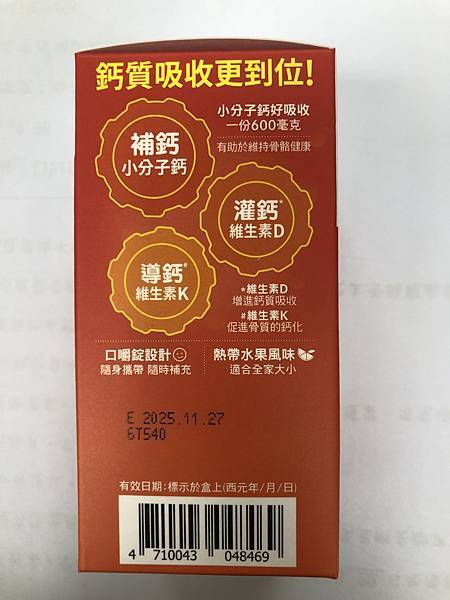 鈣質吸收更到位!
補鈣
小分子鈣
小分子鈣好吸收
一份600毫克
有助於維持骨骼健康
灌鈣*
維生素D
導鈣#
維生素K
*維生素D
增進鈣質吸收
#維生素K
促進骨質的鈣化
口嚼錠設計
隨身攜帶 隨時補充
熱帶水果風味
適合全家大小
E 2025.11.27
6T540
有效日期:標示於盒上(西元年/月/日)
4 710043 048469